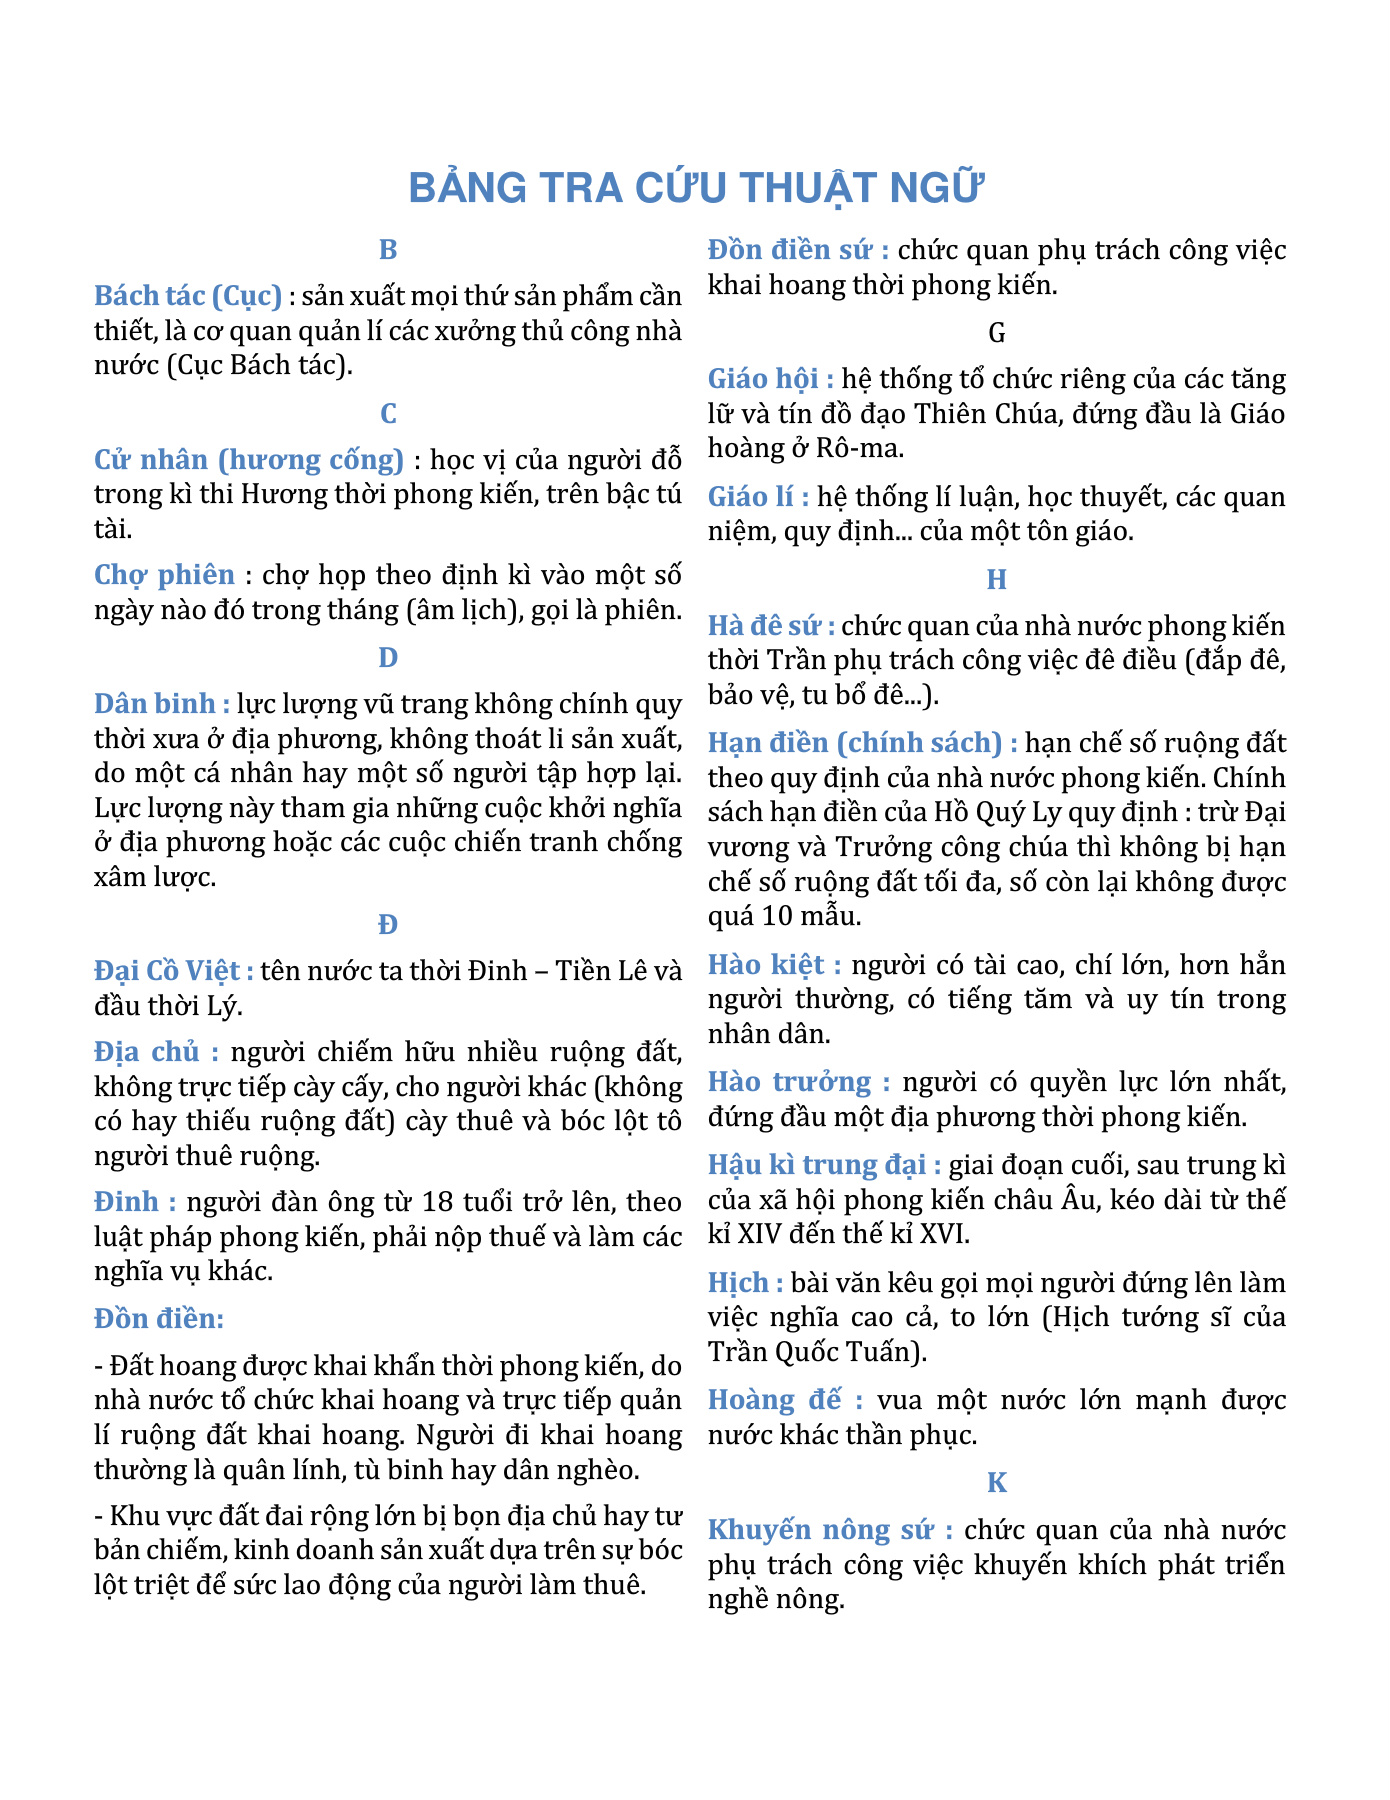 BẢNG TRA CỨU THUẬT NGỮ
B
Bách tác (Cục) : sản xuất mọi thứ sản phẩm cần
thiết, là cơ quan quản lí các xưởng thủ công nhà
nước (Cục Bách tác).
C
Cử nhân (hương cống) : học vị của người đỗ
trong kì thi Hương thời phong kiến, trên bậc tú
tài.
Chợ phiên : chợ họp theo định kì vào một số
ngày nào đó trong tháng (âm lịch), gọi là phiên.
D
Dân binh : lực lượng vũ trang không chính quy
thời xưa ở địa phương, không thoát li sản xuất,
do một cá nhân hay một số người tập hợp lại.
Lực lượng này tham gia những cuộc khởi nghĩa
ở địa phương hoặc các cuộc chiến tranh chống
xâm lược.
Đ
Đại Cồ Việt : tên nước ta thời Đinh – Tiền Lê và
đầu thời Lý.
Địa chủ : người chiếm hữu nhiều ruộng đất,
không trực tiếp cày cấy, cho người khác (không
có hay thiếu ruộng đất) cày thuê và bóc lột tô
người thuê ruộng.
Đinh : người đàn ông từ 18 tuổi trở lên, theo
luật pháp phong kiến, phải nộp thuế và làm các
nghĩa vụ khác.
Đồn điền:
- Đất hoang được khai khẩn thời phong kiến, do
nhà nước tổ chức khai hoang và trực tiếp quản
lí ruộng đất khai hoang. Người đi khai hoang
thường là quân lính, tù binh hay dân nghèo.
- Khu vực đất đai rộng lớn bị bọn địa chủ hay tư
bản chiếm, kinh doanh sản xuất dựa trên sự bóc
lột triệt để sức lao động của người làm thuê.
Đồn điền sứ : chức quan phụ trách công việc
khai hoang thời phong kiến.
G
Giáo hội : hệ thống tổ chức riêng của các tăng
lữ và tín đồ đạo Thiên Chúa, đứng đầu là Giáo
hoàng ở Rô-ma.
Giáo lí : hệ thống lí luận, học thuyết, các quan
niệm, quy định... của một tôn giáo.
H
Hà đê sứ : chức quan của nhà nước phong kiến
thời Trần phụ trách công việc đê điều (đắp đê,
bảo vệ, tu bổ đê...).
Hạn điền (chính sách) : hạn chế số ruộng đất
theo quy định của nhà nước phong kiến. Chính
sách hạn điền của Hồ Quý Ly quy định : trừ Đại
vương và Trưởng công chúa thì không bị hạn
chế số ruộng đất tối đa, số còn lại không được
quá 10 mẫu.
Hào kiệt : người có tài cao, chí lớn, hơn hẳn
người thường, có tiếng tăm và uy tín trong
nhân dân.
Hào trưởng : người có quyền lực lớn nhất,
đứng đầu một địa phương thời phong kiến.
Hậu kì trung đại : giai đoạn cuối, sau trung kì
của xã hội phong kiến châu Âu, kéo dài từ thế
kỉ XIV đến thế kỉ XVI.
Hịch : bài văn kêu gọi mọi người đứng lên làm
việc nghĩa cao cả, to lớn (Hịch tướng sĩ của
Trần Quốc Tuấn).
Hoàng đế : vua một nước lớn mạnh được
nước khác thần phục.
K
Khuyến nông sứ : chức quan của nhà nước
phụ trách công việc khuyến khích phát triển
nghề nông.